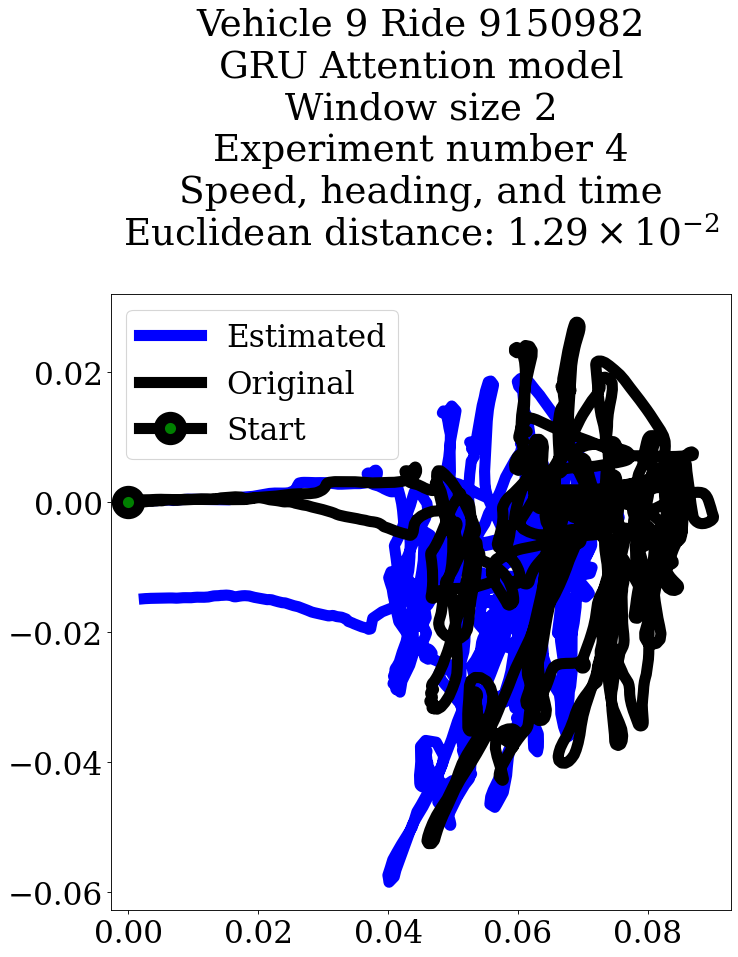 Vehicle 9 Ride 9150982
GRU Attention model
Window size 2
Experiment number 4
Speed, heading, and time
Euclidean distance: 1.29 × 10⁻²
Estimated
Original
Start
0.02
0.00
−0.02
−0.04
−0.06
0.00 0.02 0.04 0.06 0.08